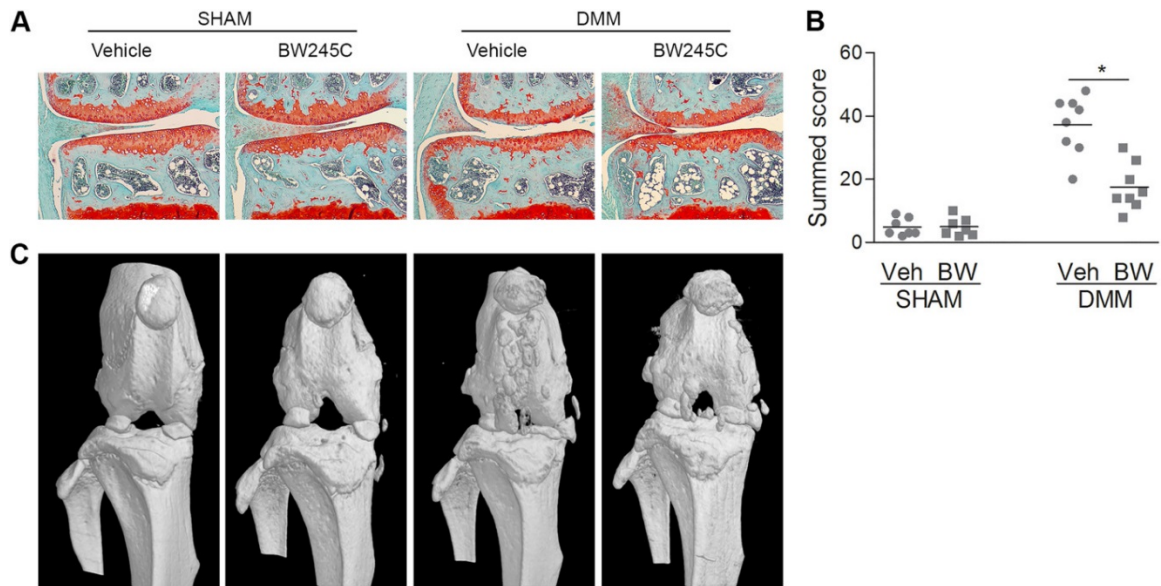 A
SHAM
DMM
Vehicle
BW245C
Vehicle
BW245C
B
60
40
20
0
Summed score
*
Veh BW
SHAM
Veh BW
DMM
C